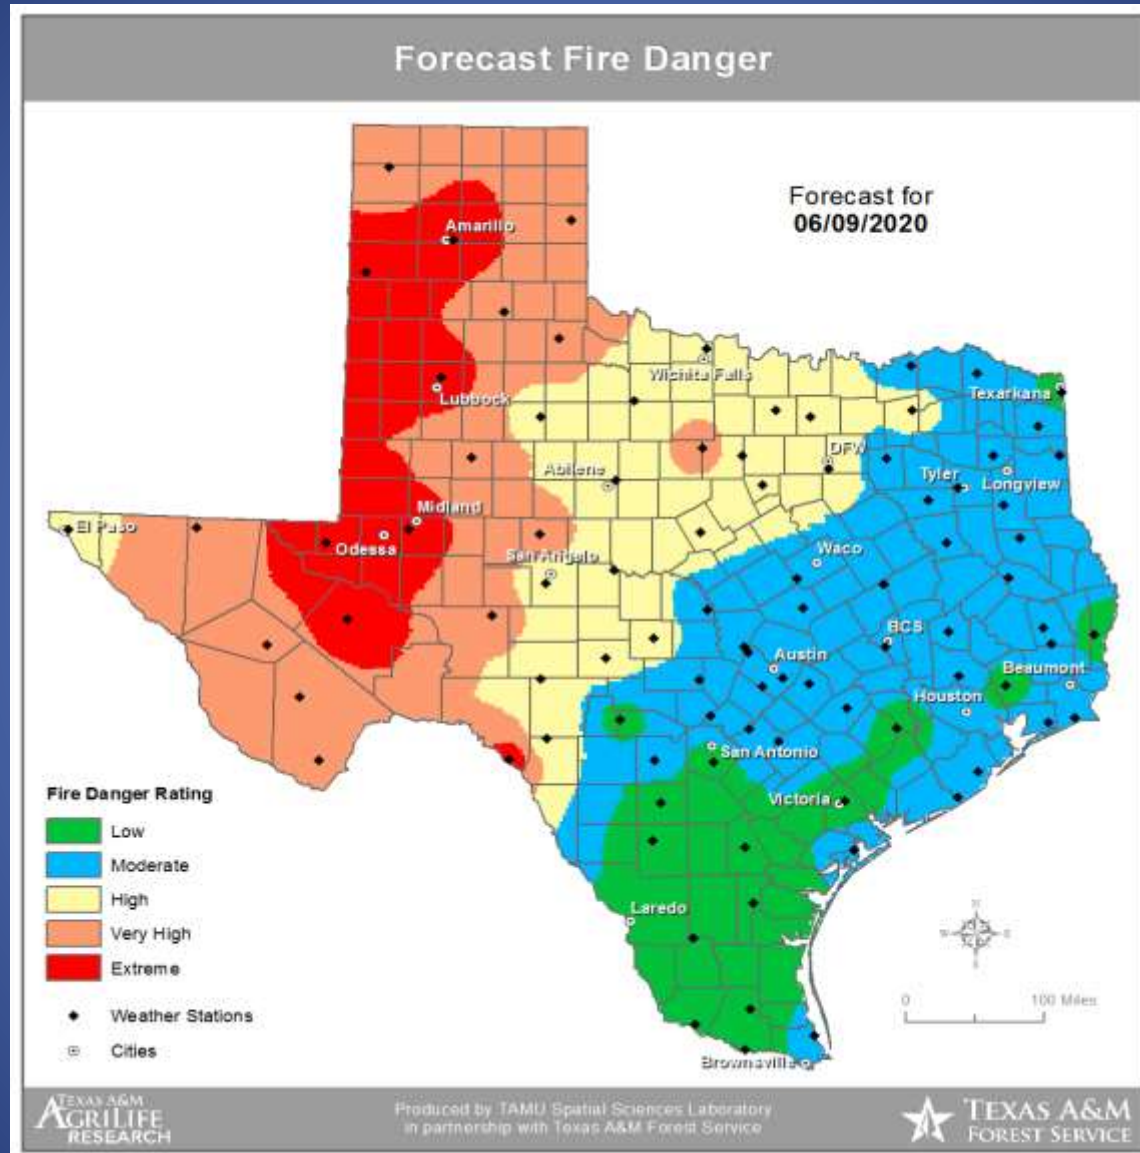 Forecast Fire Danger
Forecast for
06/09/2020
Amarillo
Lubbock
Wichita Falls
Texarkana
DFW
Abilene
Tyler
Longview
Midland
El Paso
Odessa
San Angelo
Waco
BCS
Austin
Beaumont
Houston
San Antonio
Victoria
Laredo
Brownsville
Fire Danger Rating
Low
Moderate
High
Very High
Extreme
Weather Stations
Cities
N
W E
S
0 100 Miles
TEXAS A&M
AGRILIFE
RESEARCH
Produced by TAMU Spatial Sciences Laboratory
in partnership with Texas A&M Forest Service
TEXAS A&M
FOREST SERVICE